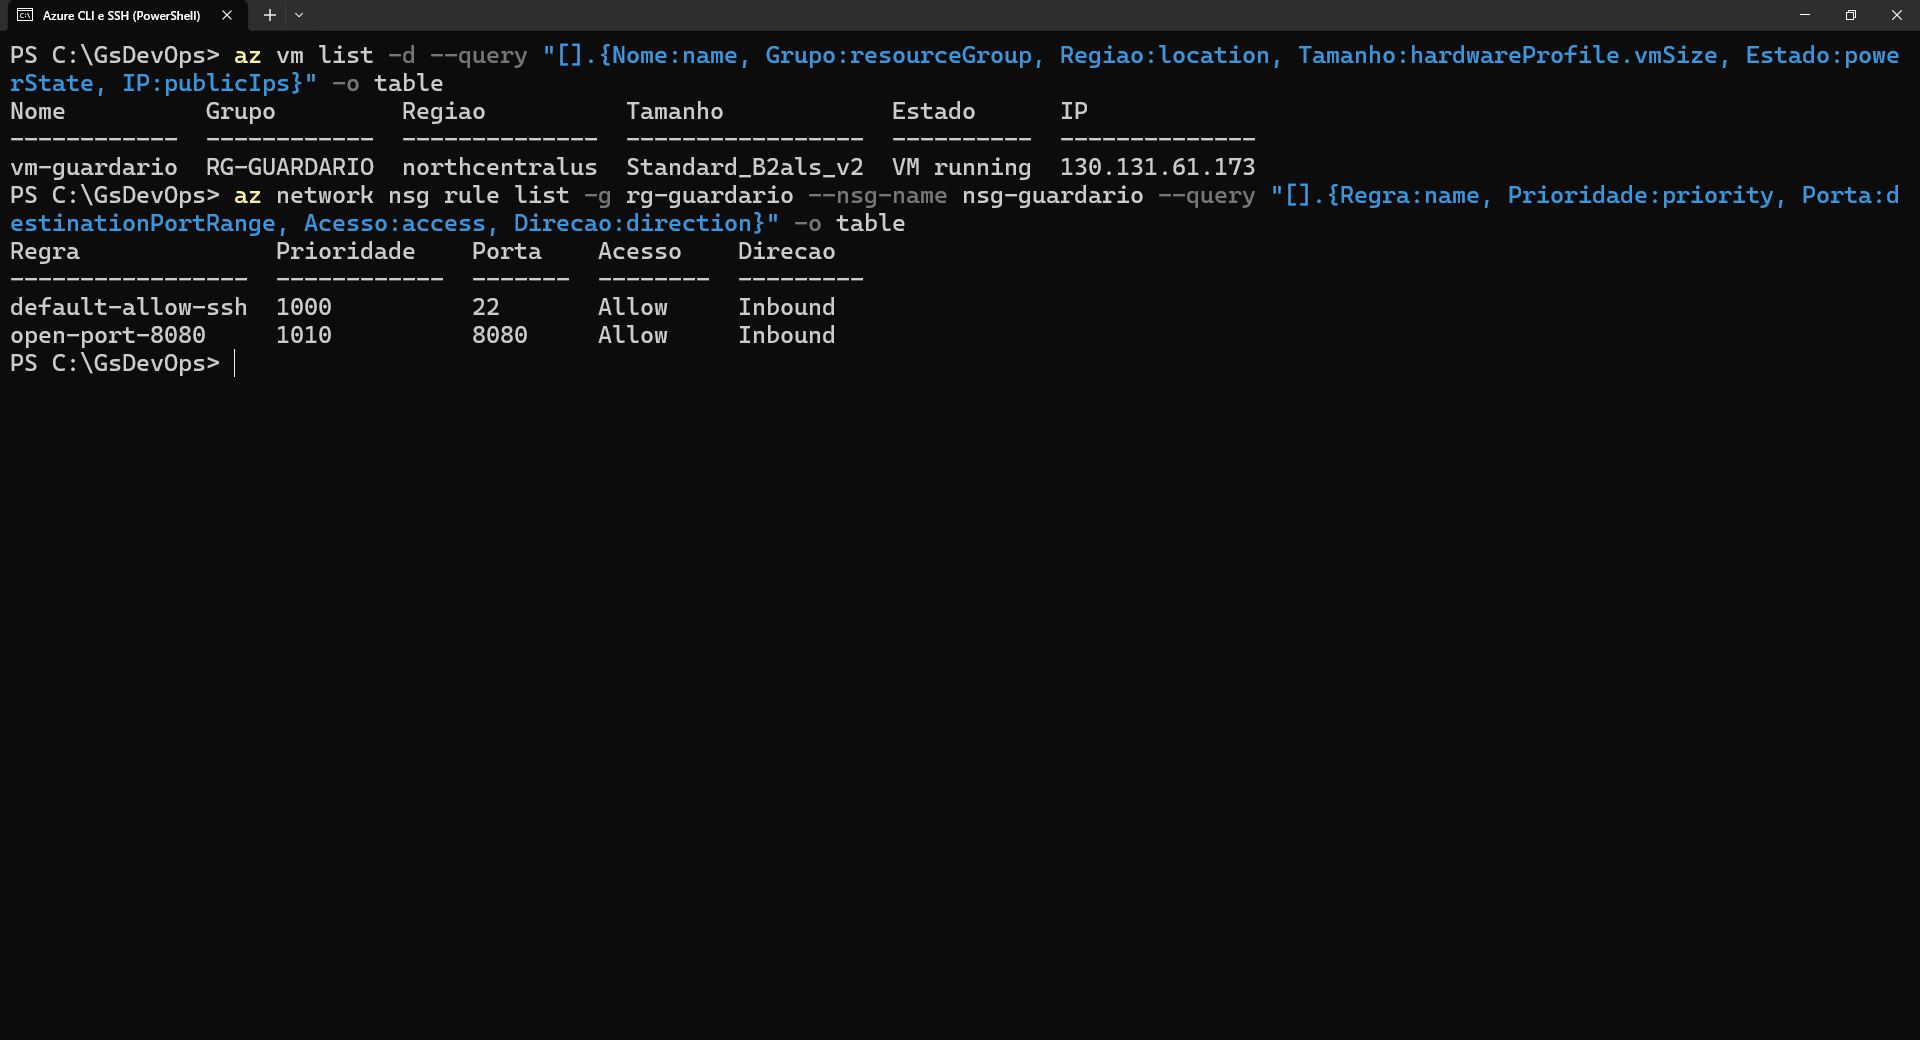 Azure CLI e SSH (PowerShell)
PS C:\GsDevOps> az vm list -d --query "[].{Nome:name, Grupo:resourceGroup, Regiao:location, Tamanho:hardwareProfile.vmSize, Estado:powe
rState, IP:publicIps}" -o table
Nome          Grupo         Regiao          Tamanho            Estado      IP
------------  ------------  --------------  -----------------  ----------  --------------
vm-guardario  RG-GUARDARIO  northcentralus  Standard_B2als_v2  VM running  130.131.61.173
PS C:\GsDevOps> az network nsg rule list -g rg-guardario --nsg-name nsg-guardario --query "[].{Regra:name, Prioridade:priority, Porta:d
estinationPortRange, Acesso:access, Direcao:direction}" -o table
Regra              Prioridade    Porta    Acesso    Direcao
-----------------  ------------  -------  --------  ---------
default-allow-ssh  1000          22       Allow     Inbound
open-port-8080     1010          8080     Allow     Inbound
PS C:\GsDevOps>